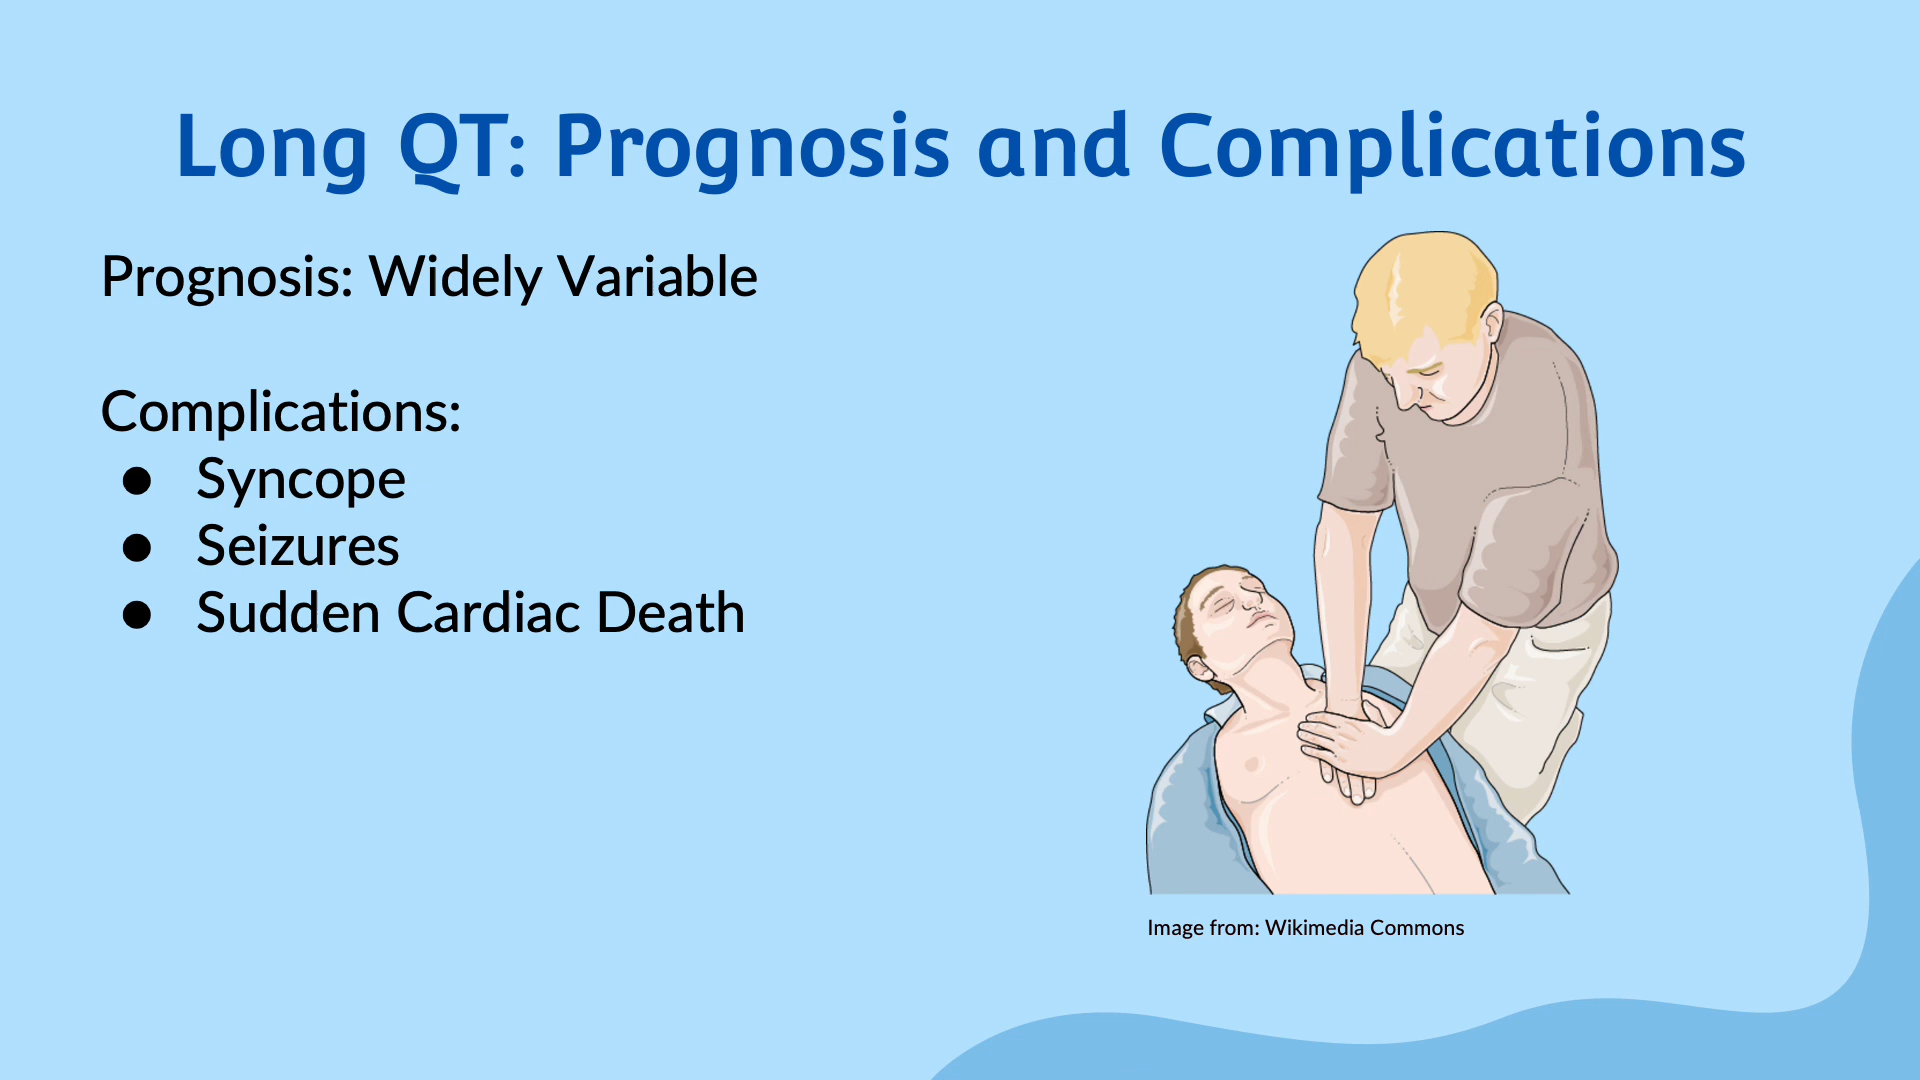 Long QT: Prognosis and Complications
Prognosis: Widely Variable
Complications:
● Syncope
● Seizures
● Sudden Cardiac Death
Image from: Wikimedia Commons